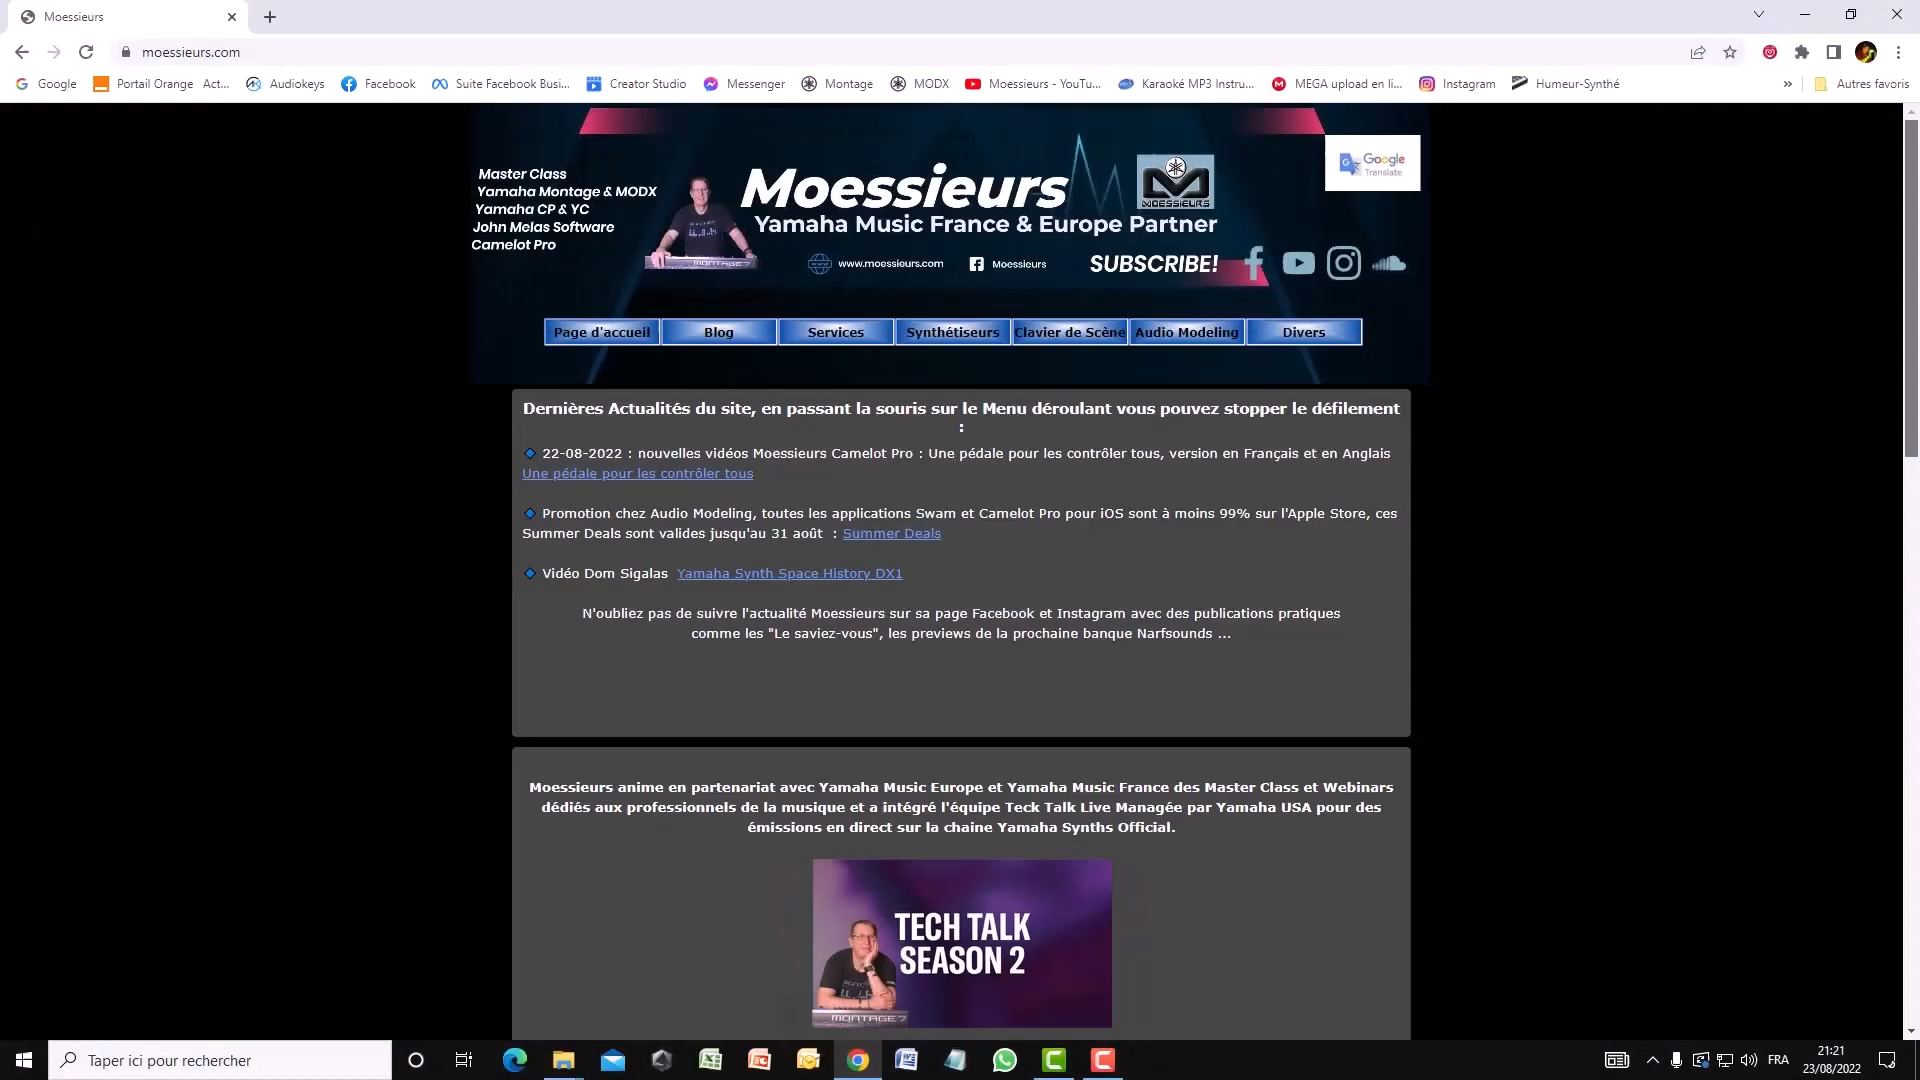 Moessieurs
moessieurs.com
Google
Portail Orange Act...
Audiokeys
Facebook
Suite Facebook Busi...
Creator Studio
Messenger
Montage
MODX
Moessieurs - YouTu...
Karaoké MP3 Instru...
MEGA upload en li...
Instagram
Humeur-Synthé
»
Autres favoris
Master Class
Yamaha Montage & MODX
Yamaha CP & YC
John Melas Software
Camelot Pro
MONTAGE 7
Moessieurs
MOESSIEURS
Yamaha Music France & Europe Partner
www.moessieurs.com
Moessieurs
SUBSCRIBE!
Google
Translate
Page d'accueil
Blog
Services
Synthétiseurs
Clavier de Scène
Audio Modeling
Divers
Dernières Actualités du site, en passant la souris sur le Menu déroulant vous pouvez stopper le défilement
:
22-08-2022 : nouvelles vidéos Moessieurs Camelot Pro : Une pédale pour les contrôler tous, version en Français et en Anglais
Une pédale pour les contrôler tous
Promotion chez Audio Modeling, toutes les applications Swam et Camelot Pro pour iOS sont à moins 99% sur l'Apple Store, ces
Summer Deals sont valides jusqu'au 31 août : Summer Deals
Vidéo Dom Sigalas Yamaha Synth Space History DX1
N'oubliez pas de suivre l'actualité Moessieurs sur sa page Facebook et Instagram avec des publications pratiques
comme les "Le saviez-vous", les previews de la prochaine banque Narfsounds ...
Moessieurs anime en partenariat avec Yamaha Music Europe et Yamaha Music France des Master Class et Webinars
dédiés aux professionnels de la musique et a intégré l'équipe Teck Talk Live Managée par Yamaha USA pour des
émissions en direct sur la chaine Yamaha Synths Official.
TECH TALK
SEASON 2
MONTAGE 7
Taper ici pour rechercher
FRA
21:21
23/08/2022